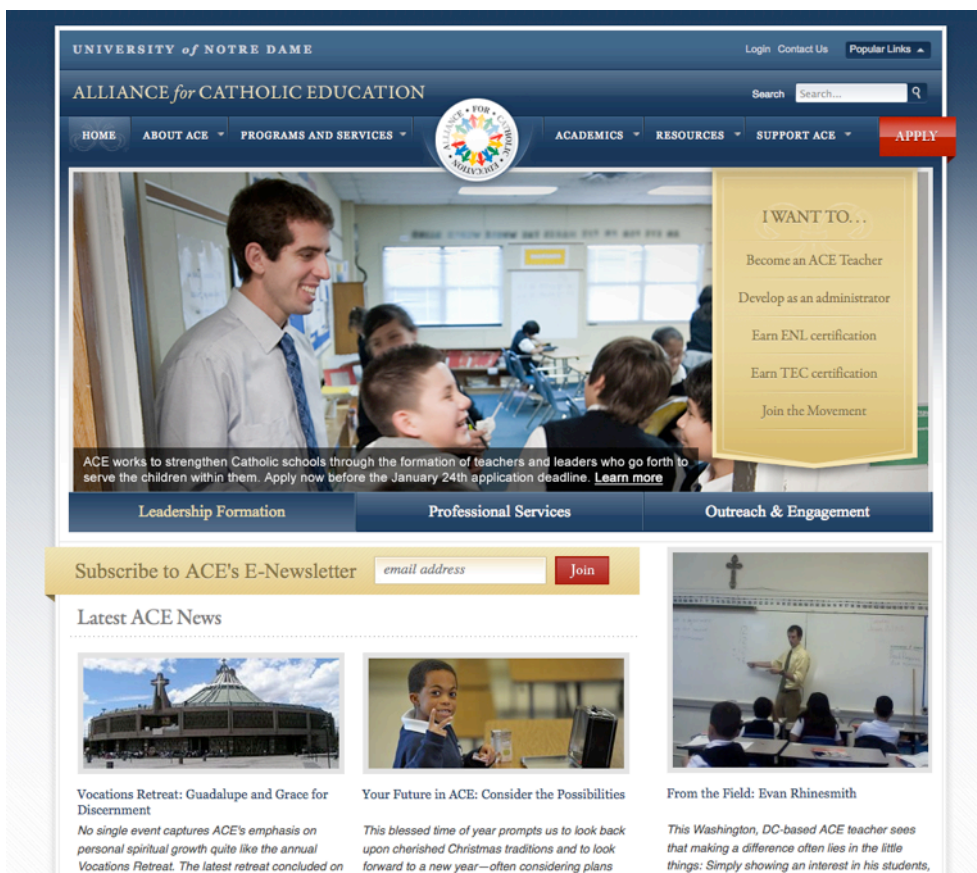 UNIVERSITY of NOTRE DAME
Login Contact Us Popular Links
ALLIANCE for CATHOLIC EDUCATION
Search Search...
HOME ABOUT ACE PROGRAMS AND SERVICES ACADEMICS RESOURCES SUPPORT ACE APPLY
ALLIANCE • FOR • CATHOLIC • EDUCATION •
I WANT TO...
Become an ACE Teacher
Develop as an administrator
Earn ENL certification
Earn TEC certification
Join the Movement
ACE works to strengthen Catholic schools through the formation of teachers and leaders who go forth to
serve the children within them. Apply now before the January 24th application deadline. Learn more
Leadership Formation Professional Services Outreach & Engagement
Subscribe to ACE's E-Newsletter email address Join
Latest ACE News
Vocations Retreat: Guadalupe and Grace for
Discernment
No single event captures ACE's emphasis on
personal spiritual growth quite like the annual
Vocations Retreat. The latest retreat concluded on
Your Future in ACE: Consider the Possibilities
This blessed time of year prompts us to look back
upon cherished Christmas traditions and to look
forward to a new year—often considering plans
From the Field: Evan Rhinesmith
This Washington, DC-based ACE teacher sees
that making a difference often lies in the little
things: Simply showing an interest in his students,